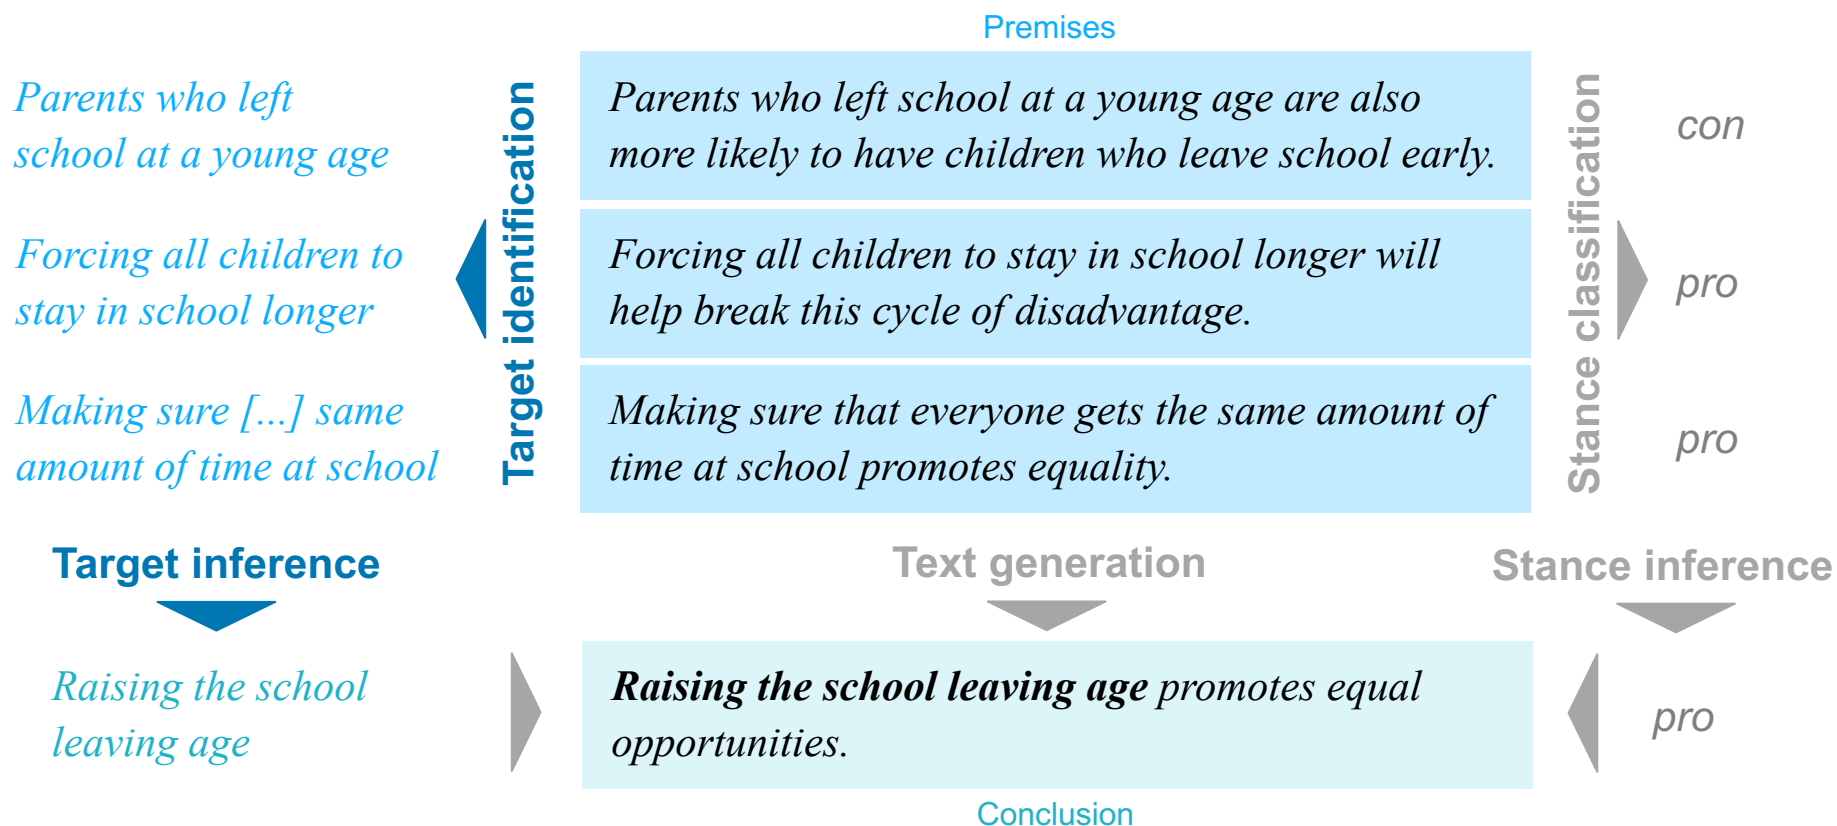 Premises
Parents who left
school at a young age
Forcing all children to
stay in school longer
Making sure [...] same
amount of time at school
Target identification
Parents who left school at a young age are also
more likely to have children who leave school early.
Forcing all children to stay in school longer will
help break this cycle of disadvantage.
Making sure that everyone gets the same amount of
time at school promotes equality.
Stance classification
con
pro
pro
Target inference
Text generation
Stance inference
Raising the school
leaving age
Raising the school leaving age promotes equal
opportunities.
pro
Conclusion